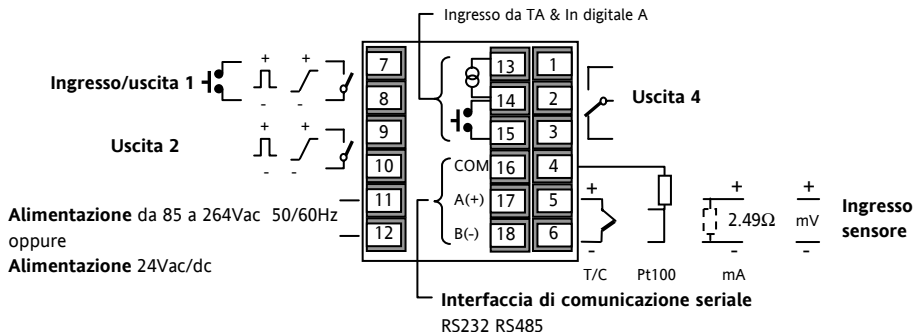 Ingresso da TA & In digitale A
Ingresso/uscita 1
+ +
- -
7
8
13
14
15
1
2
3
Uscita 4
Uscita 2
+ +
- -
9
10
COM 16 4
A(+) 17 5
B(-) 18 6
11
12
Alimentazione da 85 a 264Vac 50/60Hz
oppure
Alimentazione 24Vac/dc
+ + +
2.49Ω mV
- - -
T/C Pt100 mA
Ingresso
sensore
Interfaccia di comunicazione seriale
RS232 RS485